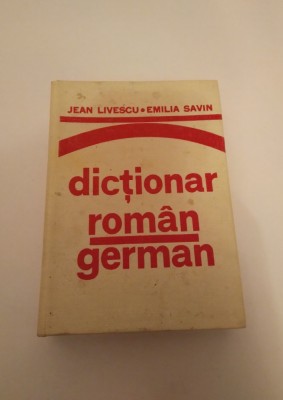 JEAN LIVESCU • EMILIA SAVIN
dicționar
român
german